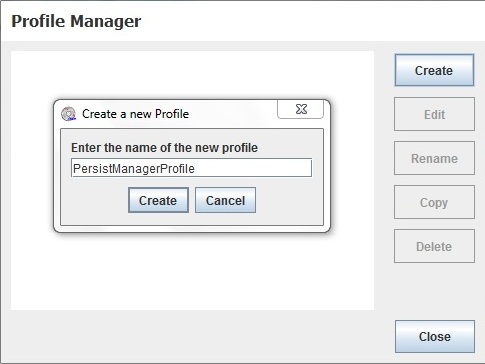 Profile Manager
Create
Edit
Rename
Copy
Delete
Close
Create a new Profile
Enter the name of the new profile
PersistManagerProfile
Create Cancel